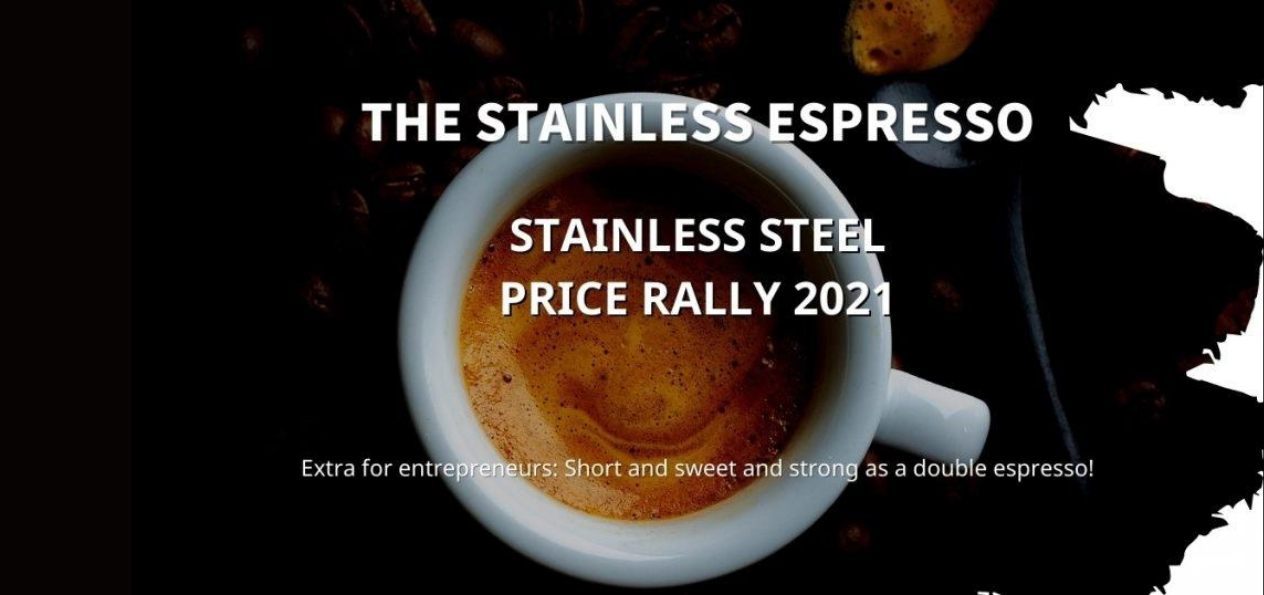 THE STAINLESS ESPRESSO
STAINLESS STEEL
PRICE RALLY 2021
Extra for entrepreneurs: Short and sweet and strong as a double espresso!